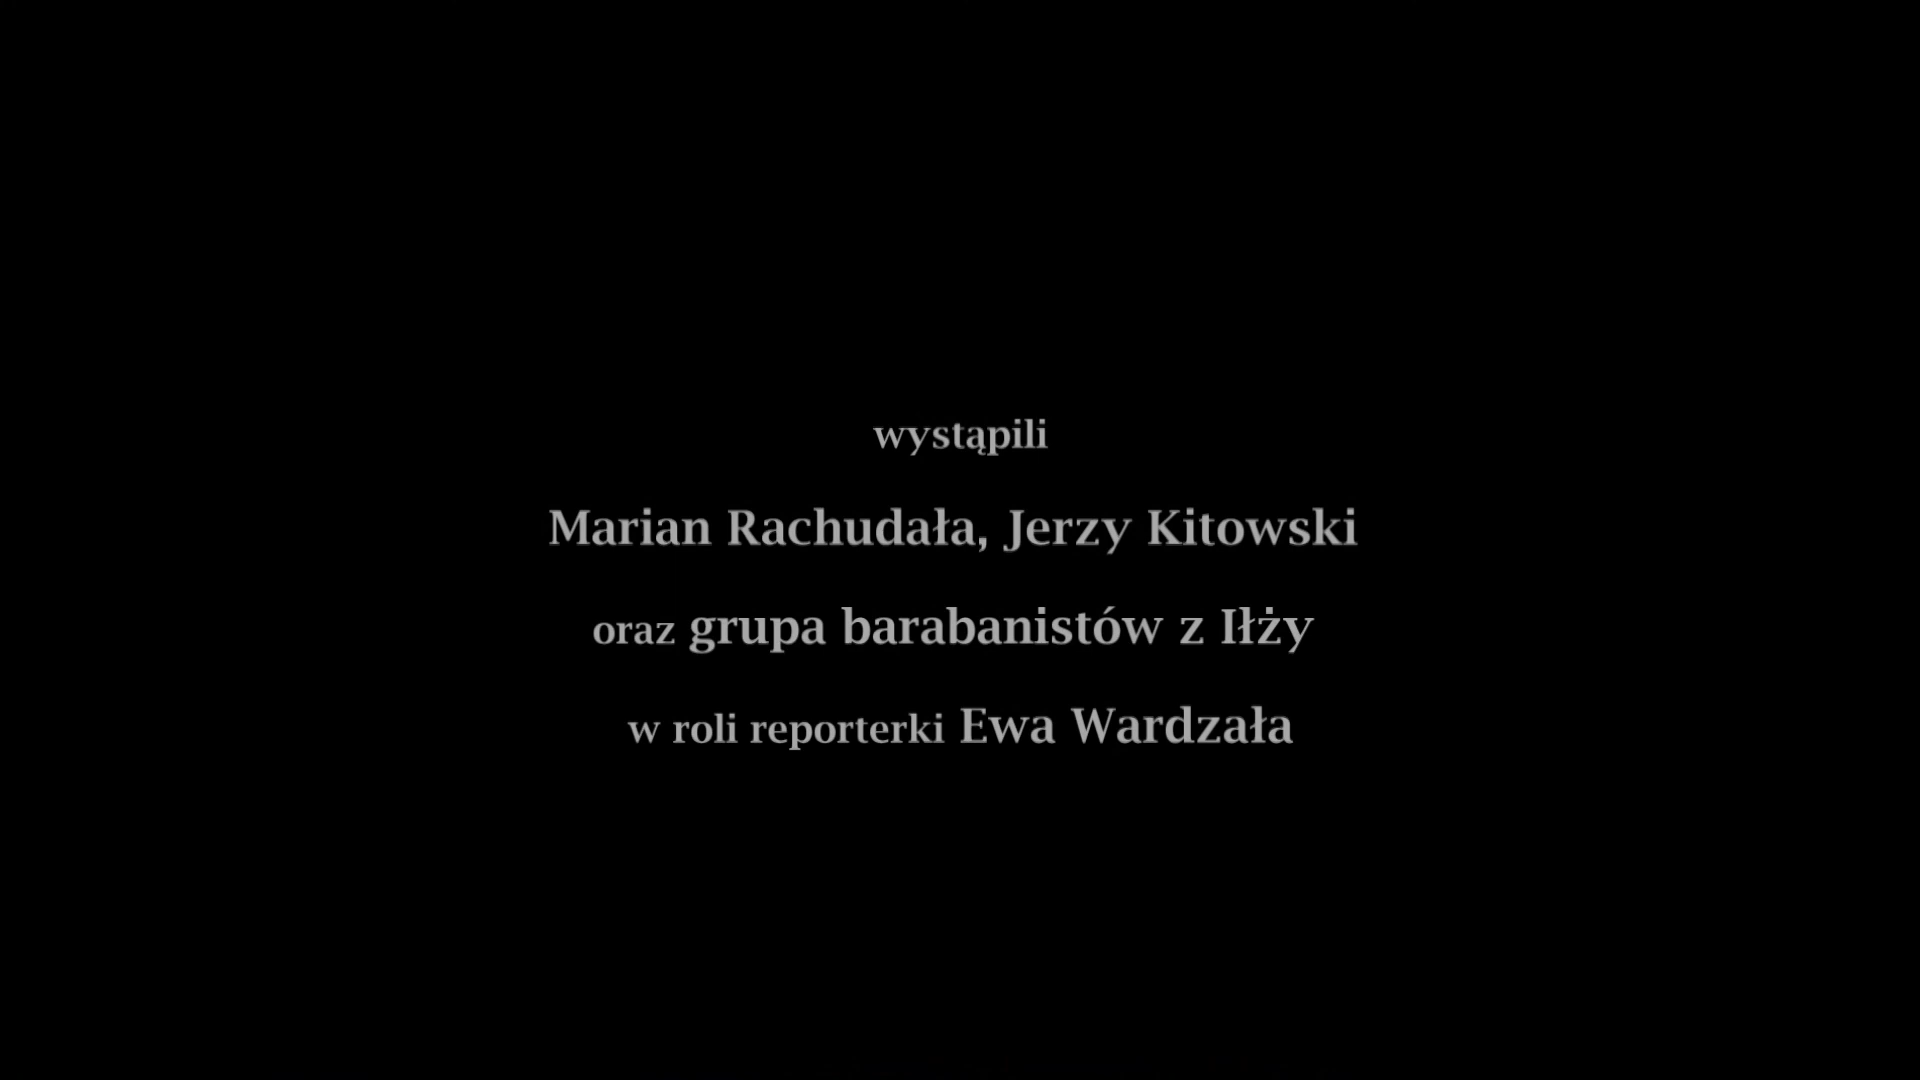 wystąpili
Marian Rachudała, Jerzy Kitowski
oraz grupa barabanistów z Iłży
w roli reporterki Ewa Wardzała